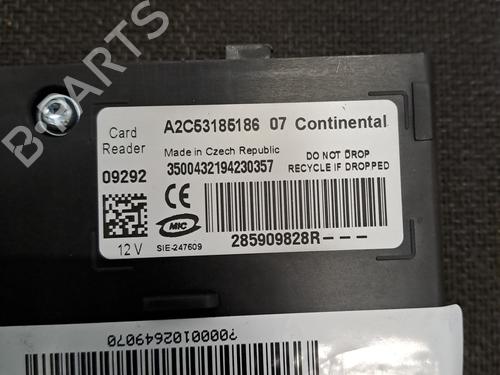 Card Reader
A2C53185186 07 Continental
Made in Czech Republic
DO NOT DROP
RECYCLE IF DROPPED
09292
3500432194230357
CE
MIC
12 V
SIE-247609
285909828R---
?0000102649070
B-PARTS